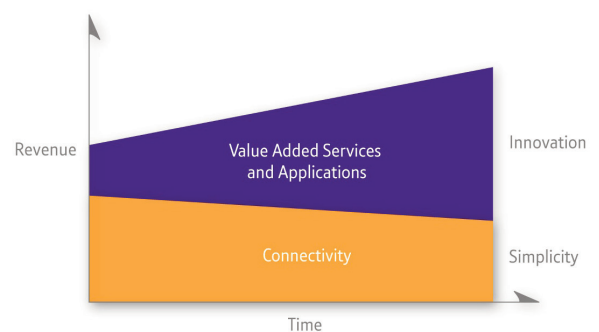 Revenue
Value Added Services
and Applications
Innovation
Connectivity
Simplicity
Time